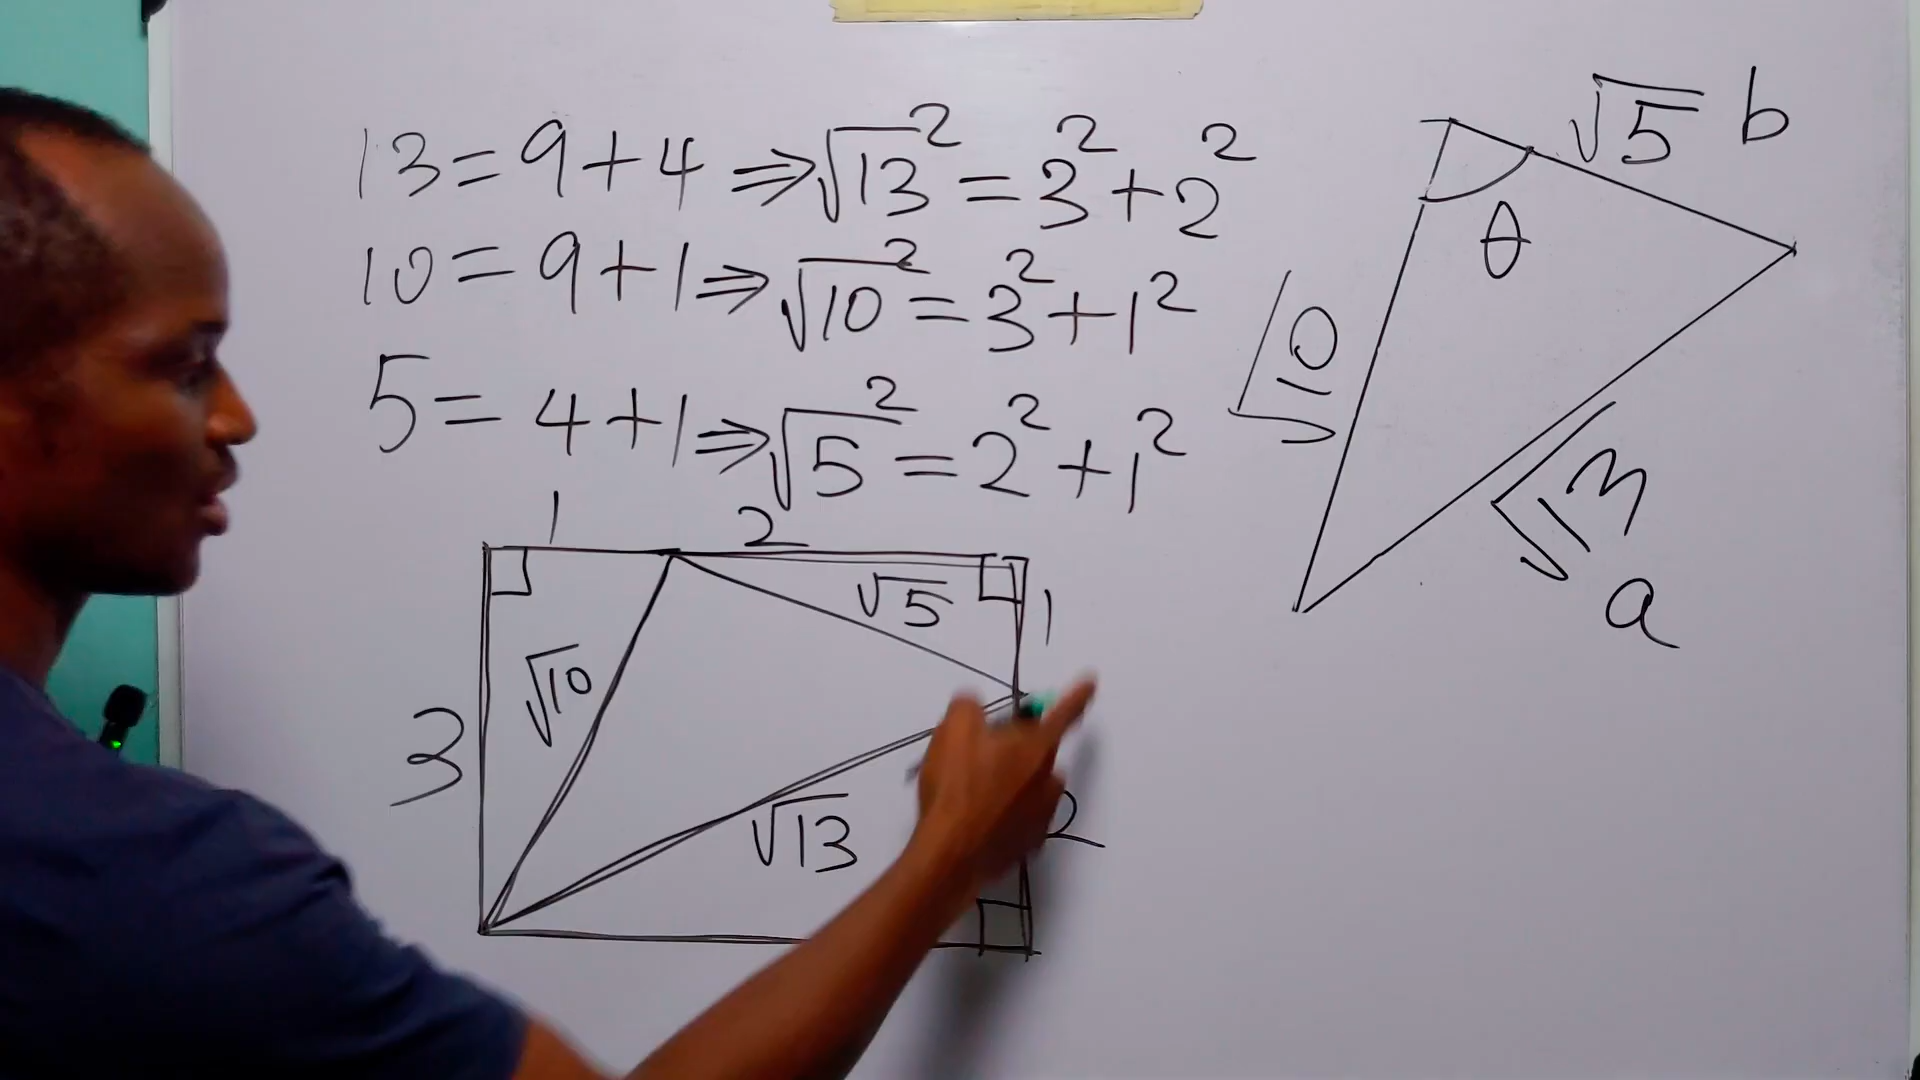 13 = 9 + 4 ⇒ √13² = 3² + 2²
10 = 9 + 1 ⇒ √10² = 3² + 1²
5 = 4 + 1 ⇒ √5² = 2² + 1²
√5 b
θ
√10
√13
a
1 2
√5 1
√10
3
√13
2